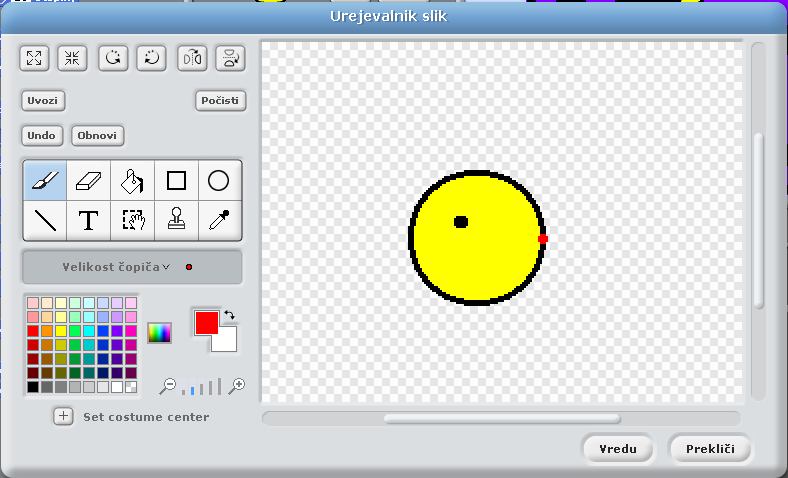 Urejevalnik slik
Uvozi
Počisti
Undo
Obnovi
T
Velikost čopiča
Set costume center
Vredu
Prekliči